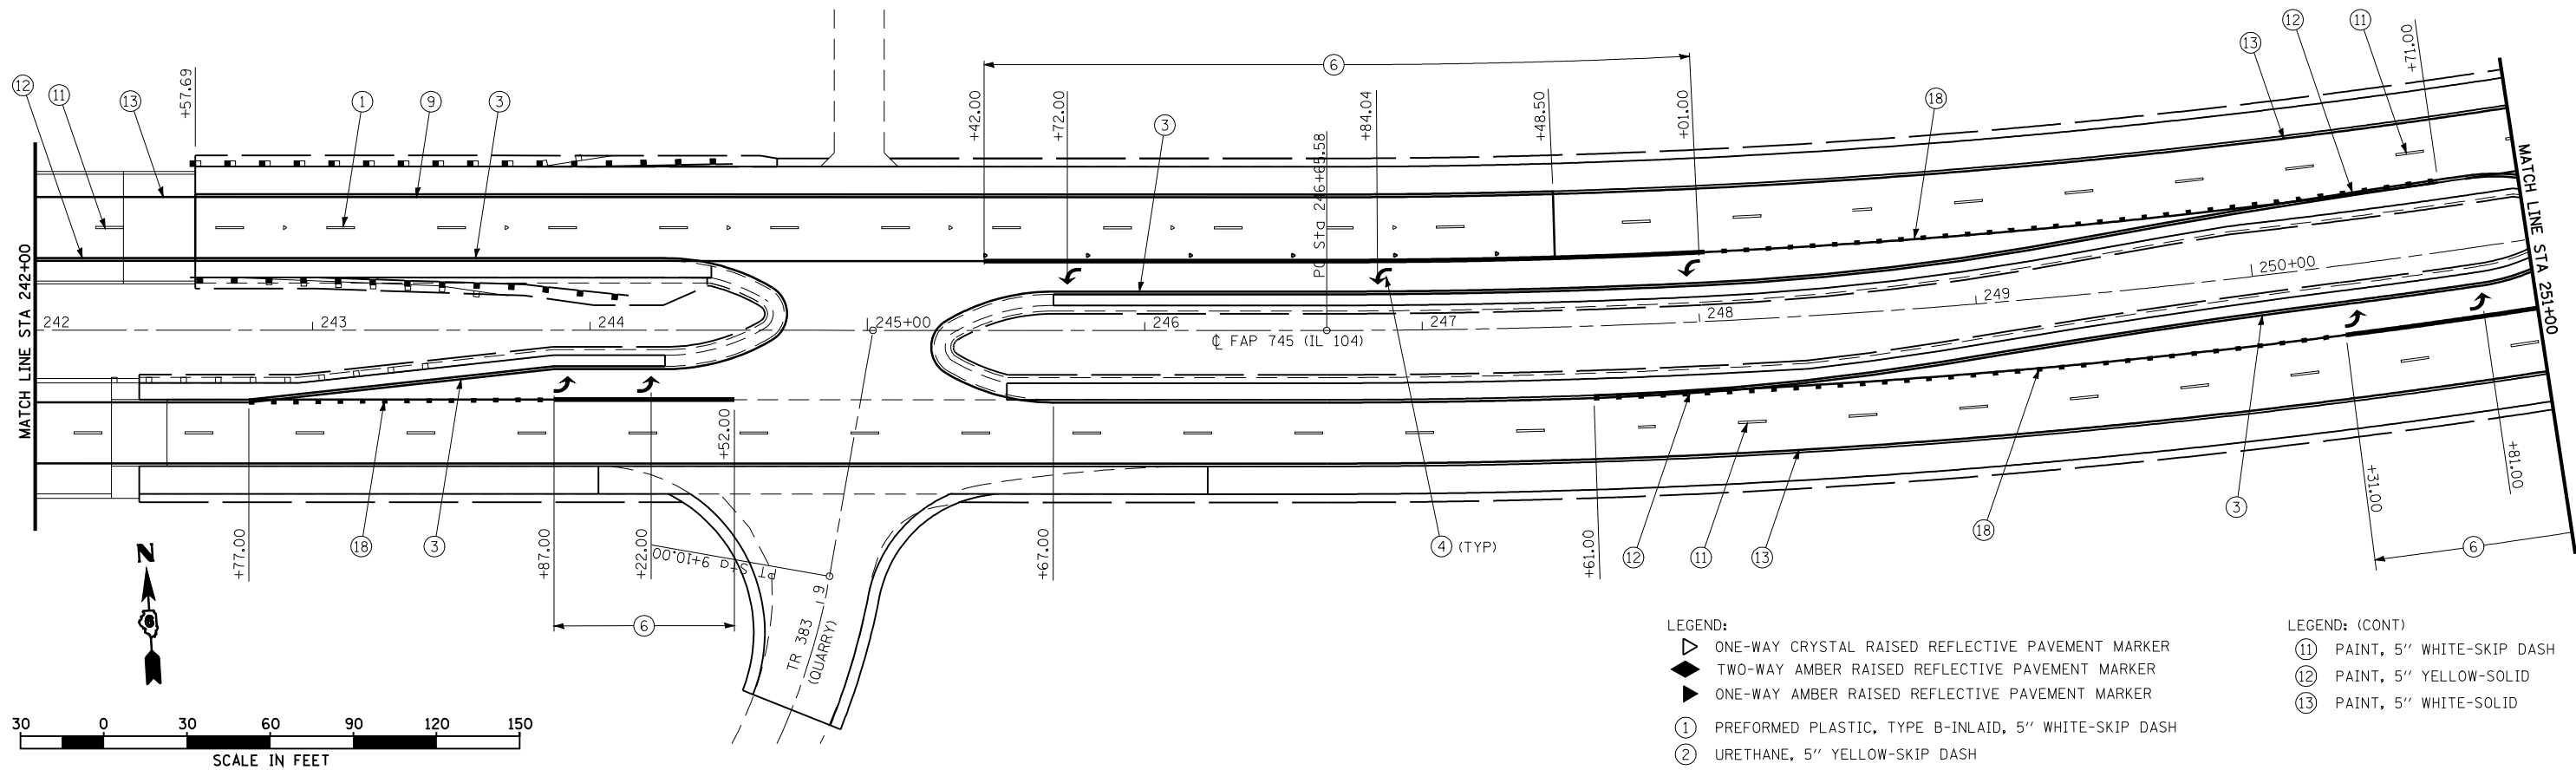 12
11
13
+57.69
1
9
3
+42.00
+72.00
6
3
+84.04
+48.50
+01.00
18
13
12
11
+71.00
MATCH LINE STA 242+00
MATCH LINE STA 251+00
POC Sta 246+65.58
242
243
244
245+00
246
247
248
249
250+00
℄ FAP 745 (IL 104)
+77.00
18
3
+87.00
+22.00
+52.00
6
PT Sta 9+10.00
9
TR 383
(QUARRY)
+67.00
4 (TYP)
+61.00
12
11
13
18
3
+31.00
+81.00
6
N
6
30 0 30 60 90 120 150
SCALE IN FEET
LEGEND:
ONE-WAY CRYSTAL RAISED REFLECTIVE PAVEMENT MARKER
TWO-WAY AMBER RAISED REFLECTIVE PAVEMENT MARKER
ONE-WAY AMBER RAISED REFLECTIVE PAVEMENT MARKER
1 PREFORMED PLASTIC, TYPE B-INLAID, 5" WHITE-SKIP DASH
2 URETHANE, 5" YELLOW-SKIP DASH
LEGEND: (CONT)
11 PAINT, 5" WHITE-SKIP DASH
12 PAINT, 5" YELLOW-SOLID
13 PAINT, 5" WHITE-SOLID